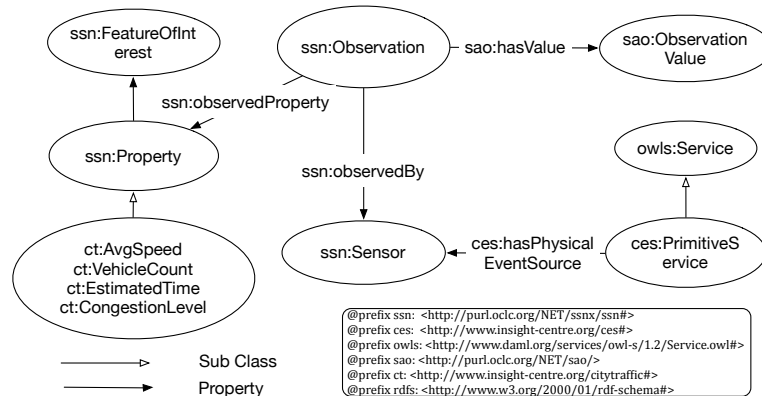 ssn:FeatureOfInt
erest
ssn:Observation
sao:hasValue
sao:Observation
Value
ssn:observedProperty
ssn:Property
ssn:observedBy
owls:Service
ct:AvgSpeed
ct:VehicleCount
ct:EstimatedTime
ct:CongestionLevel
ssn:Sensor
ces:hasPhysical
EventSource
ces:PrimitiveS
ervice
Sub Class
Property
@prefix ssn: <http://purl.oclc.org/NET/ssnx/ssn#>
@prefix ces: <http://www.insight-centre.org/ces#>
@prefix owls: <http://www.daml.org/services/owl-s/1.2/Service.owl#>
@prefix sao: <http://purl.oclc.org/NET/sao/>
@prefix ct: <http://www.insight-centre.org/citytraffic#>
@prefix rdfs: <http://www.w3.org/2000/01/rdf-schema#>